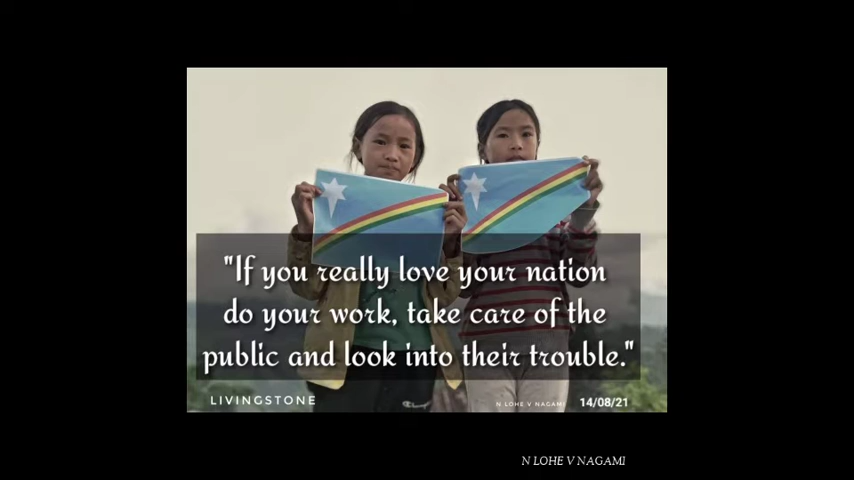 "If you really love your nation
do your work, take care of the
public and look into their trouble."
LIVINGSTONE
N LOHE V NAGAMI
14/08/21
N LOHE V NAGAMI